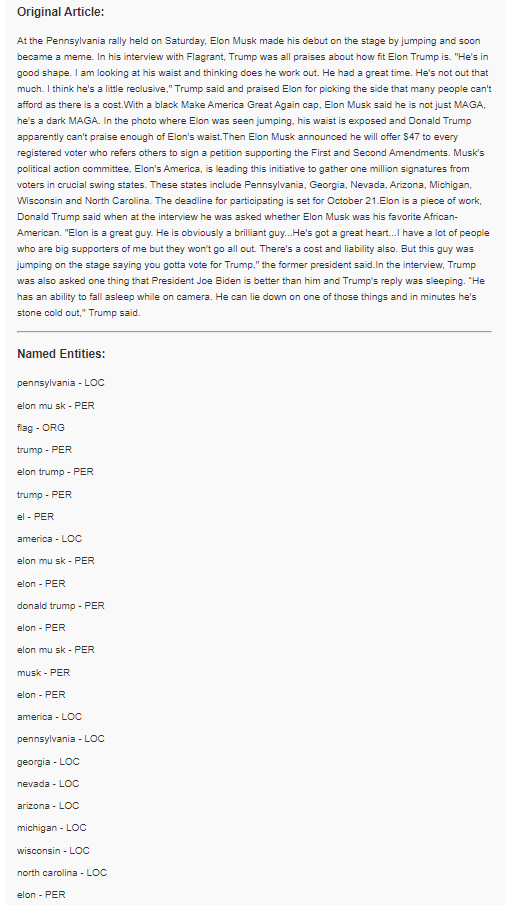 Original Article:
At the Pennsylvania rally held on Saturday, Elon Musk made his debut on the stage by jumping and soon
became a meme. In his interview with Flagrant, Trump was all praises about how fit Elon Trump is. "He's in
good shape. I am looking at his waist and thinking does he work out. He had a great time. He's not out that
much. I think he's a little reclusive," Trump said and praised Elon for picking the side that many people can't
afford as there is a cost.With a black Make America Great Again cap, Elon Musk said he is not just MAGA,
he's a dark MAGA. In the photo where Elon was seen jumping, his waist is exposed and Donald Trump
apparently can't praise enough of Elon's waist.Then Elon Musk announced he will offer $47 to every
registered voter who refers others to sign a petition supporting the First and Second Amendments. Musk's
political action committee, Elon's America, is leading this initiative to gather one million signatures from
voters in crucial swing states. These states include Pennsylvania, Georgia, Nevada, Arizona, Michigan,
Wisconsin and North Carolina. The deadline for participating is set for October 21.Elon is a piece of work,
Donald Trump said when at the interview he was asked whether Elon Musk was his favorite African-
American. "Elon is a great guy. He is obviously a brilliant guy...He's got a great heart...I have a lot of people
who are big supporters of me but they won't go all out. There's a cost and liability also. But this guy was
jumping on the stage saying you gotta vote for Trump," the former president said.In the interview, Trump
was also asked one thing that President Joe Biden is better than him and Trump's reply was sleeping. "He
has an ability to fall asleep while on camera. He can lie down on one of those things and in minutes he's
stone cold out," Trump said.
Named Entities:
pennsylvania - LOC
elon mu sk - PER
flag - ORG
trump - PER
elon trump - PER
trump - PER
el - PER
america - LOC
elon mu sk - PER
elon - PER
donald trump - PER
elon - PER
elon mu sk - PER
musk - PER
elon - PER
america - LOC
pennsylvania - LOC
georgia - LOC
nevada - LOC
arizona - LOC
michigan - LOC
wisconsin - LOC
north carolina - LOC
elon - PER